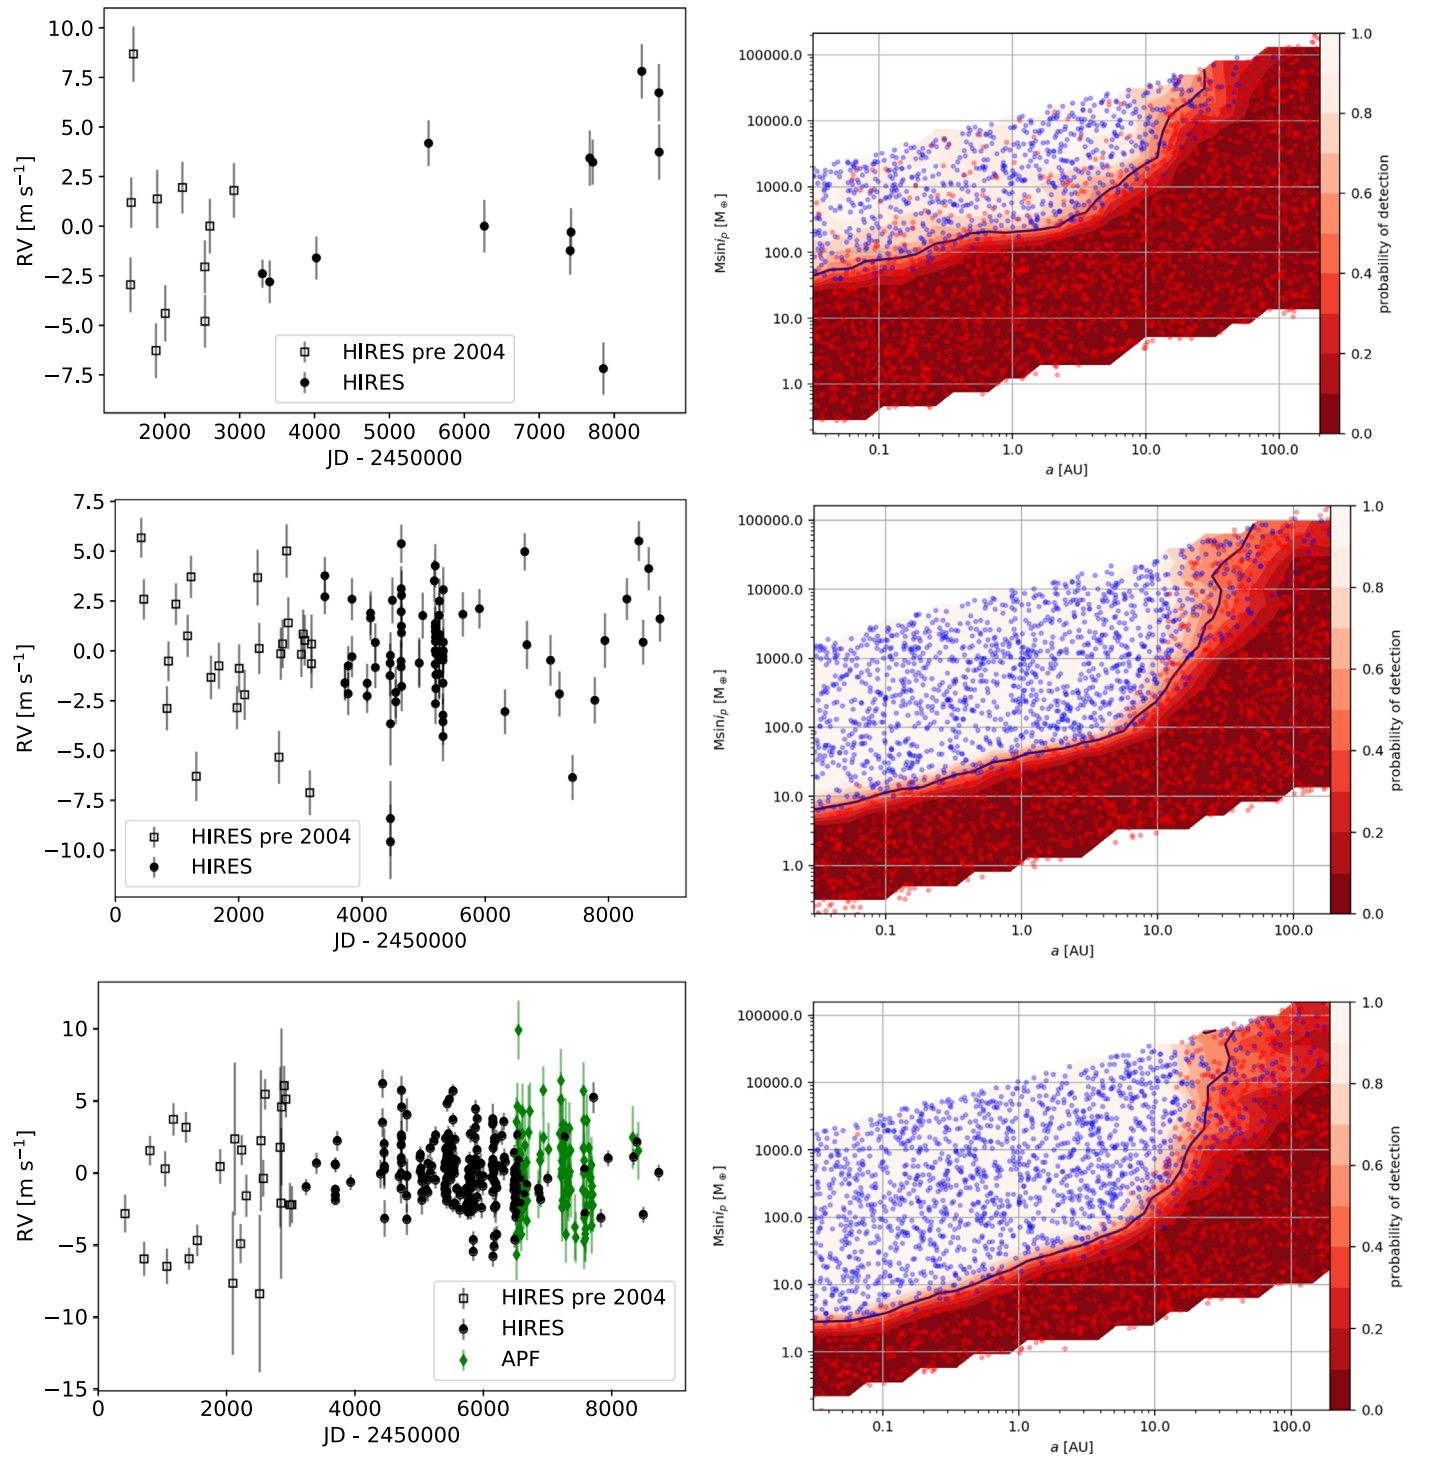 10.0
7.5
5.0
2.5
0.0
−2.5
−5.0
−7.5
RV [m s⁻¹]
HIRES pre 2004
HIRES
2000 3000 4000 5000 6000 7000 8000
JD - 2450000
100000.0
10000.0
1000.0
100.0
10.0
1.0
Msini_p [M⊕]
0.1 1.0 10.0 100.0
a [AU]
1.0
0.8
0.6
0.4
0.2
0.0
probability of detection
7.5
5.0
2.5
0.0
−2.5
−5.0
−7.5
−10.0
RV [m s⁻¹]
HIRES pre 2004
HIRES
0 2000 4000 6000 8000
JD - 2450000
100000.0
10000.0
1000.0
100.0
10.0
1.0
Msini_p [M⊕]
0.1 1.0 10.0 100.0
a [AU]
1.0
0.8
0.6
0.4
0.2
0.0
probability of detection
10
5
0
−5
−10
−15
RV [m s⁻¹]
HIRES pre 2004
HIRES
APF
0 2000 4000 6000 8000
JD - 2450000
100000.0
10000.0
1000.0
100.0
10.0
1.0
Msini_p [M⊕]
0.1 1.0 10.0 100.0
a [AU]
1.0
0.8
0.6
0.4
0.2
0.0
probability of detection